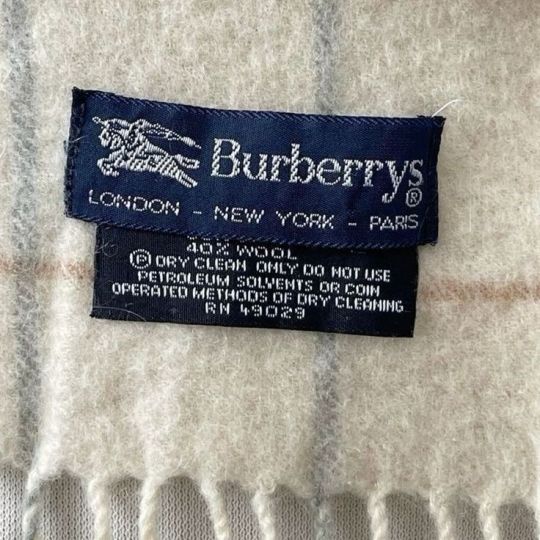 Burberrys®
LONDON - NEW YORK - PARIS
40% WOOL
Ⓟ DRY CLEAN ONLY DO NOT USE
PETROLEUM SOLVENTS OR COIN
OPERATED METHODS OF DRY CLEANING
RN 49029